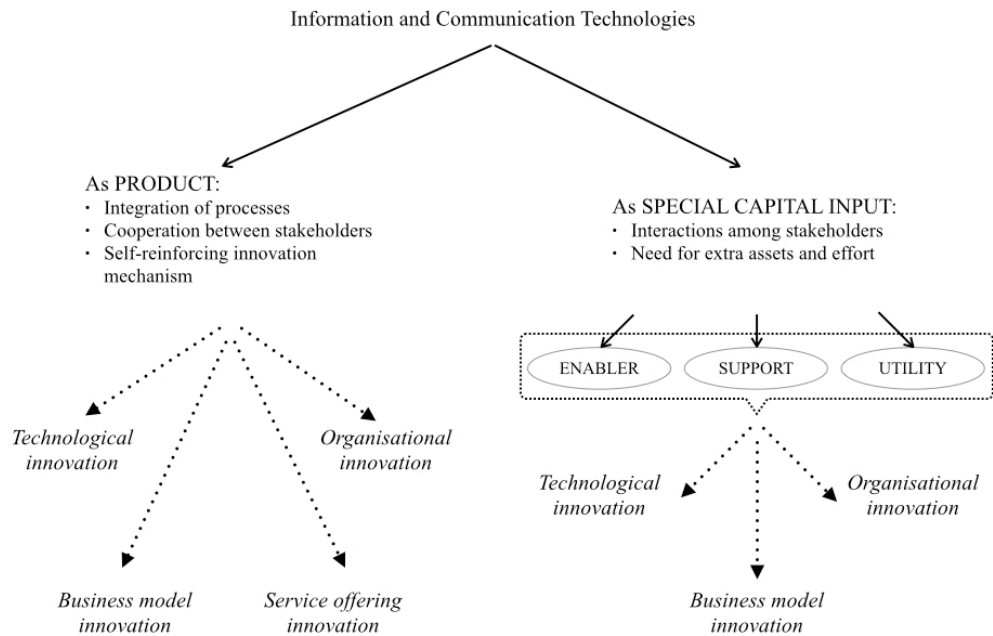 Information and Communication Technologies
As PRODUCT:
· Integration of processes
· Cooperation between stakeholders
· Self-reinforcing innovation
mechanism
As SPECIAL CAPITAL INPUT:
· Interactions among stakeholders
· Need for extra assets and effort
ENABLER
SUPPORT
UTILITY
Technological
innovation
Organisational
innovation
Business model
innovation
Service offering
innovation
Technological
innovation
Organisational
innovation
Business model
innovation